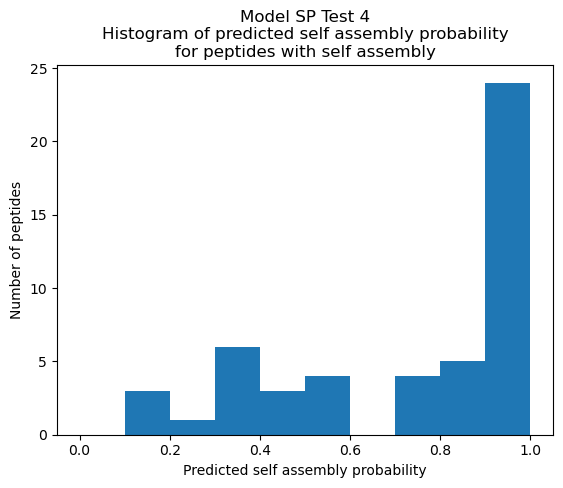 Model SP Test 4
Histogram of predicted self assembly probability
for peptides with self assembly
25
20
15
10
5
0
Number of peptides
0.0 0.2 0.4 0.6 0.8 1.0
Predicted self assembly probability